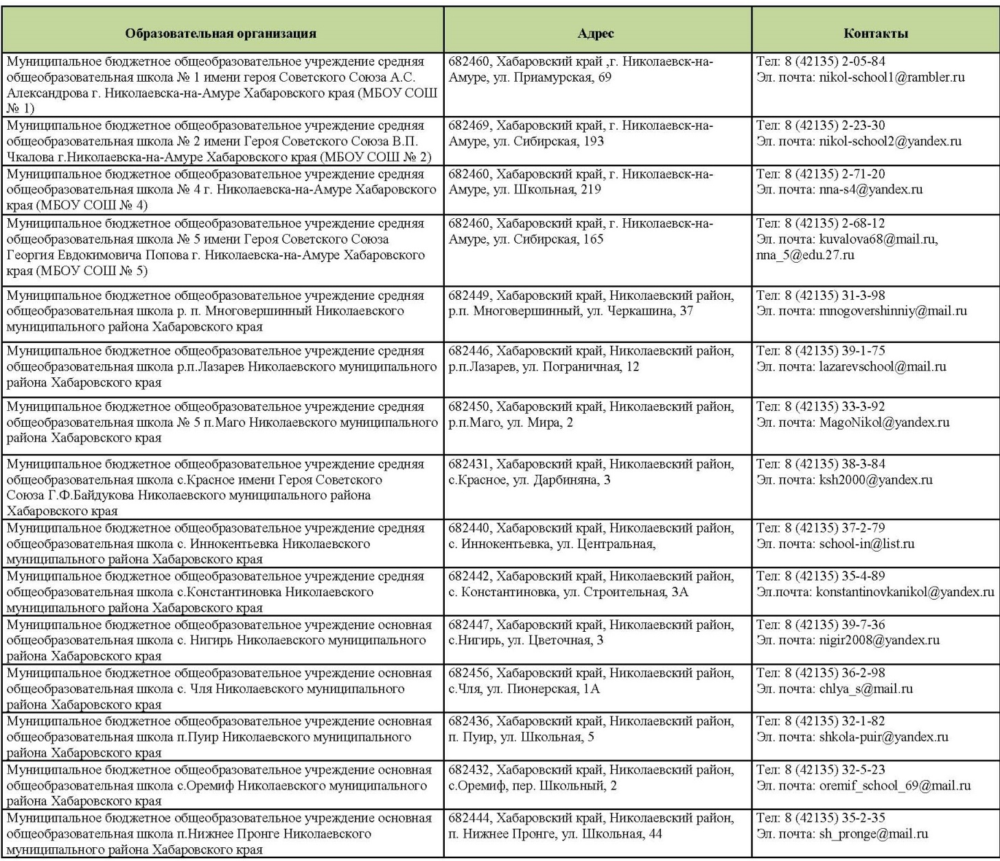 Образовательная организация
Адрес
Контакты
Муниципальное бюджетное общеобразовательное учреждение средняя
общеобразовательная школа № 1 имени героя Советского Союза А.С.
Александрова г. Николаевска-на-Амуре Хабаровского края (МБОУ СОШ
№ 1)
682460, Хабаровский край ,г. Николаевск-на-
Амуре, ул. Приамурская, 69
Тел: 8 (42135) 2-05-84
Эл. почта: nikol-school1@rambler.ru
Муниципальное бюджетное общеобразовательное учреждение средняя
общеобразовательная школа № 2 имени Героя Советского Союза В.П.
Чкалова г.Николаевска-на-Амуре Хабаровского края (МБОУ СОШ № 2)
682469, Хабаровский край, г. Николаевск-на-
Амуре, ул. Сибирская, 193
Тел: 8 (42135) 2-23-30
Эл. почта: nikol-school2@yandex.ru
Муниципальное бюджетное общеобразовательное учреждение средняя
общеобразовательная школа № 4 г. Николаевска-на-Амуре Хабаровского
края (МБОУ СОШ № 4)
682460, Хабаровский край, г. Николаевск-на-
Амуре, ул. Школьная, 219
Тел: 8 (42135) 2-71-20
Эл. почта: nna-s4@yandex.ru
Муниципальное бюджетное общеобразовательное учреждение средняя
общеобразовательная школа № 5 имени Героя Советского Союза
Георгия Евдокимовича Попова г. Николаевска-на-Амуре Хабаровского
края (МБОУ СОШ № 5)
682460, Хабаровский край, г. Николаевск-на-
Амуре, ул. Сибирская, 165
Тел: 8 (42135) 2-68-12
Эл. почта: kuvalova68@mail.ru,
nna_5@edu.27.ru
Муниципальное бюджетное общеобразовательное учреждение средняя
общеобразовательная школа р. п. Многовершинный Николаевского
муниципального района Хабаровского края
682449, Хабаровский край, Николаевский район,
р.п. Многовершинный, ул. Черкашина, 37
Тел: 8 (42135) 31-3-98
Эл. почта: mnogovershinniy@mail.ru
Муниципальное бюджетное общеобразовательное учреждение средняя
общеобразовательная школа р.п.Лазарев Николаевского муниципального
района Хабаровского края
682446, Хабаровский край, Николаевский район,
р.п.Лазарев, ул. Пограничная, 12
Тел: 8 (42135) 39-1-75
Эл. почта: lazarevschool@mail.ru
Муниципальное бюджетное общеобразовательное учреждение средняя
общеобразовательная школа № 5 п.Маго Николаевского муниципального
района Хабаровского края
682450, Хабаровский край, Николаевский район,
р.п.Маго, ул. Мира, 2
Тел: 8 (42135) 33-3-92
Эл. почта: MagoNikol@yandex.ru
Муниципальное бюджетное общеобразовательное учреждение средняя
общеобразовательная школа с.Красное имени Героя Советского
Союза Г.Ф.Байдукова Николаевского муниципального района
Хабаровского края
682431, Хабаровский край, Николаевский район,
с.Красное, ул. Дарбиняна, 3
Тел: 8 (42135) 38-3-84
Эл. почта: ksh2000@yandex.ru
Муниципальное бюджетное общеобразовательное учреждение средняя
общеобразовательная школа с. Иннокентьевка Николаевского
муниципального района Хабаровского края
682440, Хабаровский край, Николаевский район,
с. Иннокентьевка, ул. Центральная,
Тел: 8 (42135) 37-2-79
Эл. почта: school-in@list.ru
Муниципальное бюджетное общеобразовательное учреждение средняя
общеобразовательная школа с.Константиновка Николаевского
муниципального района Хабаровского края
682442, Хабаровский край, Николаевский район,
с. Константиновка, ул. Строительная, 3А
Тел: 8 (42135) 35-4-89
Эл.почта: konstantinovkanikol@yandex.ru
Муниципальное бюджетное общеобразовательное учреждение основная
общеобразовательная школа с. Нигирь Николаевского муниципального
района Хабаровского края
682447, Хабаровский край, Николаевский район,
с.Нигирь, ул. Цветочная, 3
Тел: 8 (42135) 39-7-36
Эл. почта: nigir2008@yandex.ru
Муниципальное бюджетное общеобразовательное учреждение основная
общеобразовательная школа с. Чля Николаевского муниципального
района Хабаровского края
682456, Хабаровский край, Николаевский район,
с.Чля, ул. Пионерская, 1А
Тел: 8 (42135) 36-2-98
Эл. почта: chlya_s@mail.ru
Муниципальное бюджетное общеобразовательное учреждение основная
общеобразовательная школа п.Пуир Николаевского муниципального
района Хабаровского края
682436, Хабаровский край, Николаевский район,
п. Пуир, ул. Школьная, 5
Тел: 8 (42135) 32-1-82
Эл. почта: shkola-puir@yandex.ru
Муниципальное бюджетное общеобразовательное учреждение основная
общеобразовательная школа с.Оремиф Николаевского муниципального
района Хабаровского края
682432, Хабаровский край, Николаевский район,
с.Оремиф, пер. Школьный, 2
Тел: 8 (42135) 32-5-23
Эл. почта: oremif_school_69@mail.ru
Муниципальное бюджетное общеобразовательное учреждение основная
общеобразовательная школа п.Нижнее Пронге Николаевского
муниципального района Хабаровского края
682444, Хабаровский край, Николаевский район,
п. Нижнее Пронге, ул. Школьная, 44
Тел: 8 (42135) 35-2-35
Эл. почта: sh_pronge@mail.ru